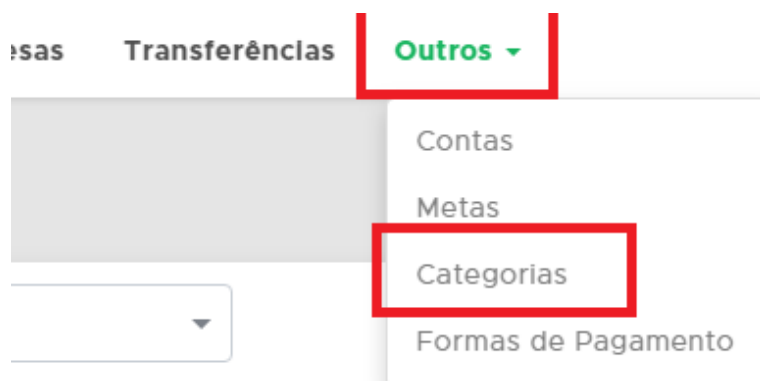 esas Transferências Outros
Contas
Metas
Categorias
Formas de Pagamento